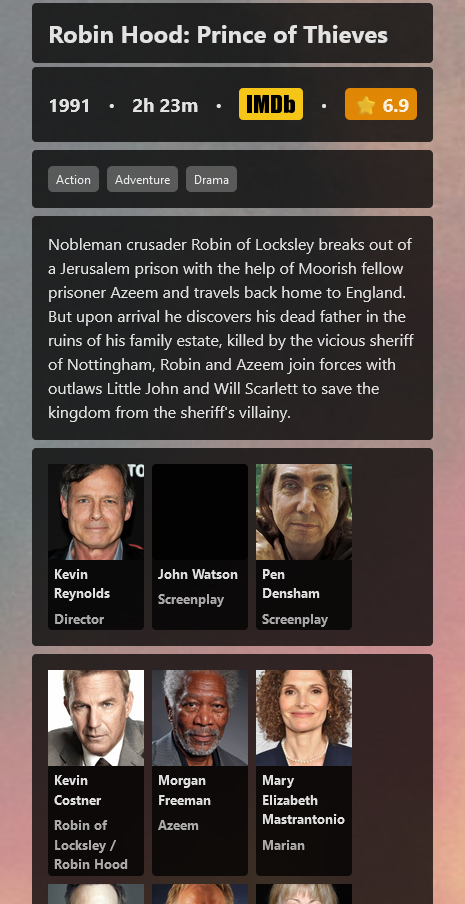 Robin Hood: Prince of Thieves
1991 • 2h 23m • IMDb • 6.9
Action Adventure Drama
Nobleman crusader Robin of Locksley breaks out of
a Jerusalem prison with the help of Moorish fellow
prisoner Azeem and travels back home to England.
But upon arrival he discovers his dead father in the
ruins of his family estate, killed by the vicious sheriff
of Nottingham, Robin and Azeem join forces with
outlaws Little John and Will Scarlett to save the
kingdom from the sheriff's villainy.
TO
Kevin
Reynolds
Director
John Watson
Screenplay
Pen
Densham
Screenplay
Kevin
Costner
Robin of
Locksley /
Robin Hood
Morgan
Freeman
Azeem
Mary
Elizabeth
Mastrantonio
Marian